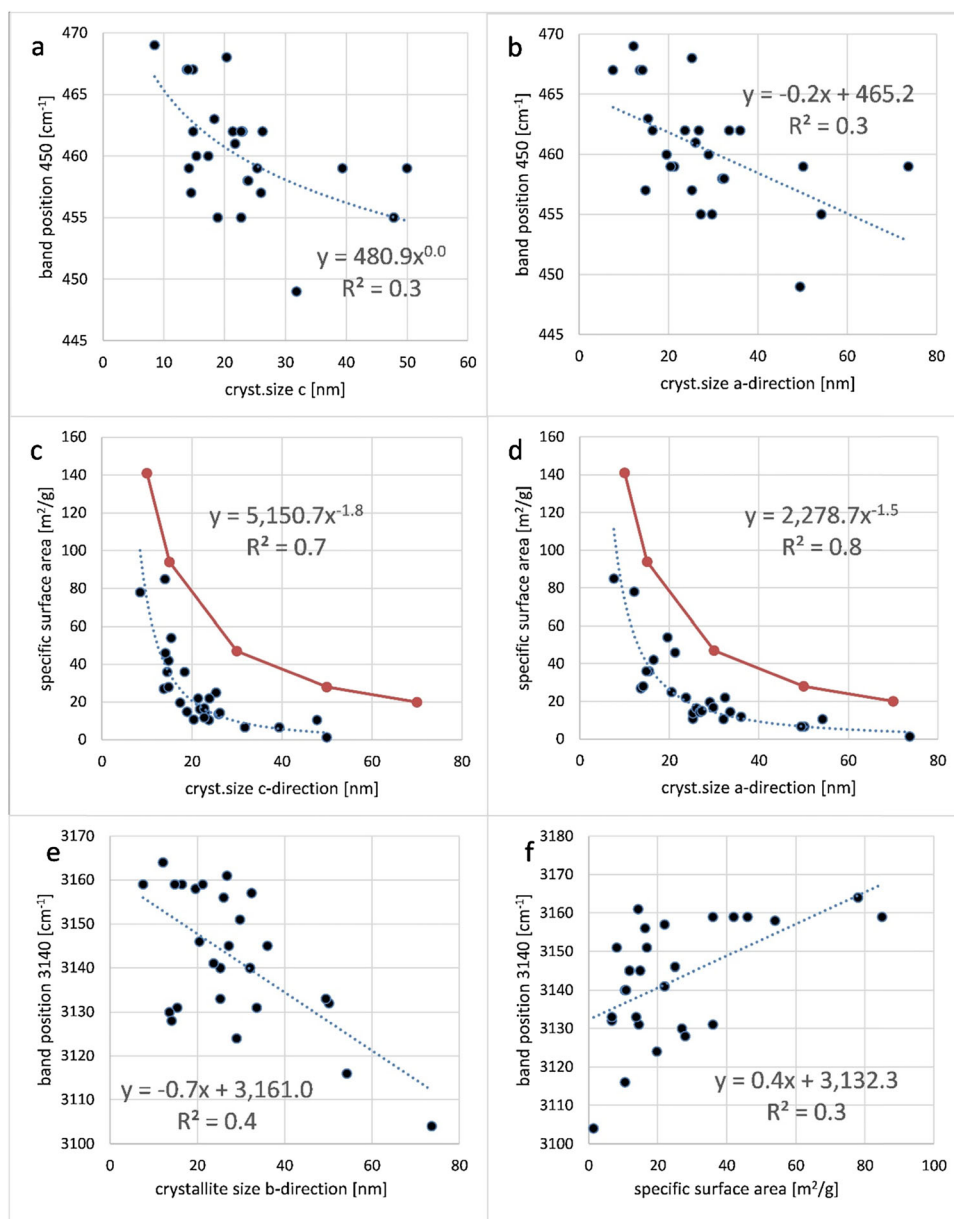 a
470
465
460
455
450
445
0 10 20 30 40 50 60
band position 450 [cm⁻¹]
cryst.size c [nm]
y = 480.9x^0.0
R² = 0.3
b
470
465
460
455
450
445
0 20 40 60 80
band position 450 [cm⁻¹]
cryst.size a-direction [nm]
y = -0.2x + 465.2
R² = 0.3
c
160
140
120
100
80
60
40
20
0
0 20 40 60 80
specific surface area [m²/g]
cryst.size c-direction [nm]
y = 5,150.7x^-1.8
R² = 0.7
d
160
140
120
100
80
60
40
20
0
0 20 40 60 80
specific surface area [m²/g]
cryst.size a-direction [nm]
y = 2,278.7x^-1.5
R² = 0.8
e
3170
3160
3150
3140
3130
3120
3110
3100
0 20 40 60 80
band position 3140 [cm⁻¹]
crystallite size b-direction [nm]
y = -0.7x + 3,161.0
R² = 0.4
f
3180
3170
3160
3150
3140
3130
3120
3110
3100
0 20 40 60 80 100
band position 3140 [cm⁻¹]
specific surface area [m²/g]
y = 0.4x + 3,132.3
R² = 0.3